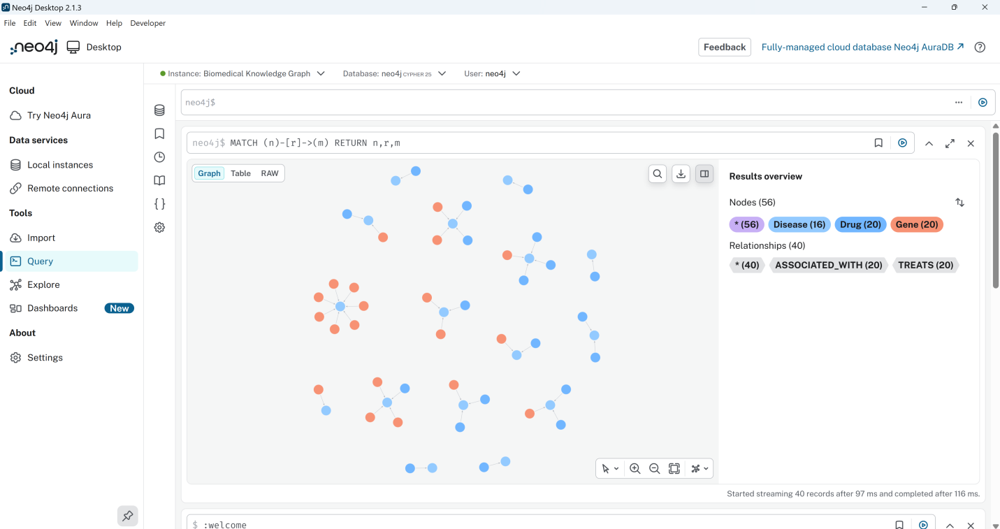 Neo4j Desktop 2.1.3
File Edit View Window Help Developer
neo4j Desktop
Feedback
Fully-managed cloud database Neo4j AuraDB
Instance: Biomedical Knowledge Graph
Database: neo4j CYPHER 25
User: neo4j
Cloud
Try Neo4j Aura
Data services
Local instances
Remote connections
Tools
Import
Query
Explore
Dashboards New
About
Settings
neo4j$
neo4j$ MATCH (n)-[r]->(m) RETURN n,r,m
Graph Table RAW
Results overview
Nodes (56)
* (56) Disease (16) Drug (20) Gene (20)
Relationships (40)
* (40) ASSOCIATED_WITH (20) TREATS (20)
Started streaming 40 records after 97 ms and completed after 116 ms.
$ :welcome